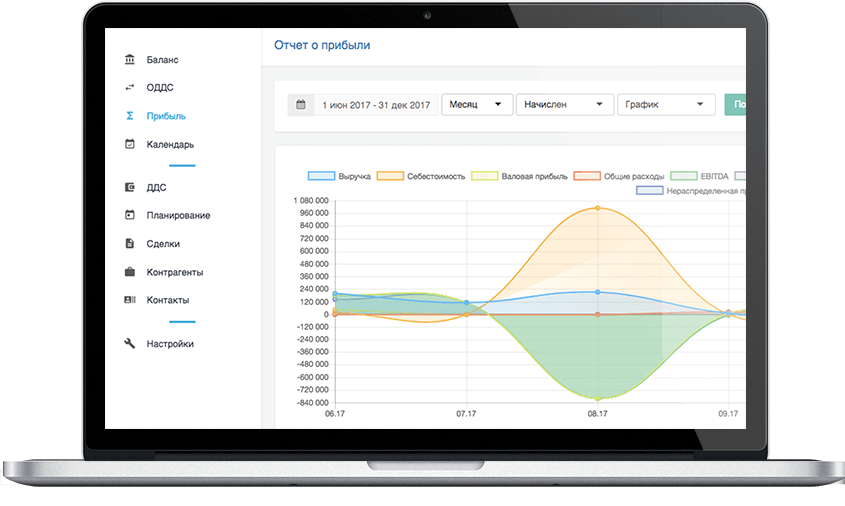 Баланс
ОДДС
Прибыль
Календарь
ДДС
Планирование
Сделки
Контрагенты
Контакты
Настройки
Отчет о прибыли
1 июн 2017 - 31 дек 2017 Месяц Начислен График
Выручка Себестоимость Валовая прибыль Общие расходы EBITDA
Нераспределенная
1 080 000
960 000
840 000
720 000
600 000
480 000
360 000
240 000
120 000
0
-120 000
-240 000
-360 000
-480 000
-600 000
-720 000
-840 000
06.17 07.17 08.17 09.17